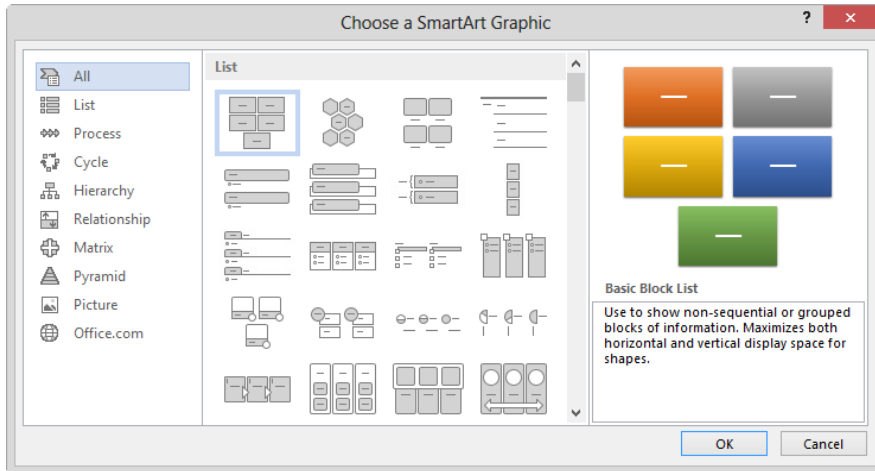 Choose a SmartArt Graphic
?
All
List
Process
Cycle
Hierarchy
Relationship
Matrix
Pyramid
Picture
Office.com
List
Basic Block List
Use to show non-sequential or grouped
blocks of information. Maximizes both
horizontal and vertical display space for
shapes.
OK
Cancel